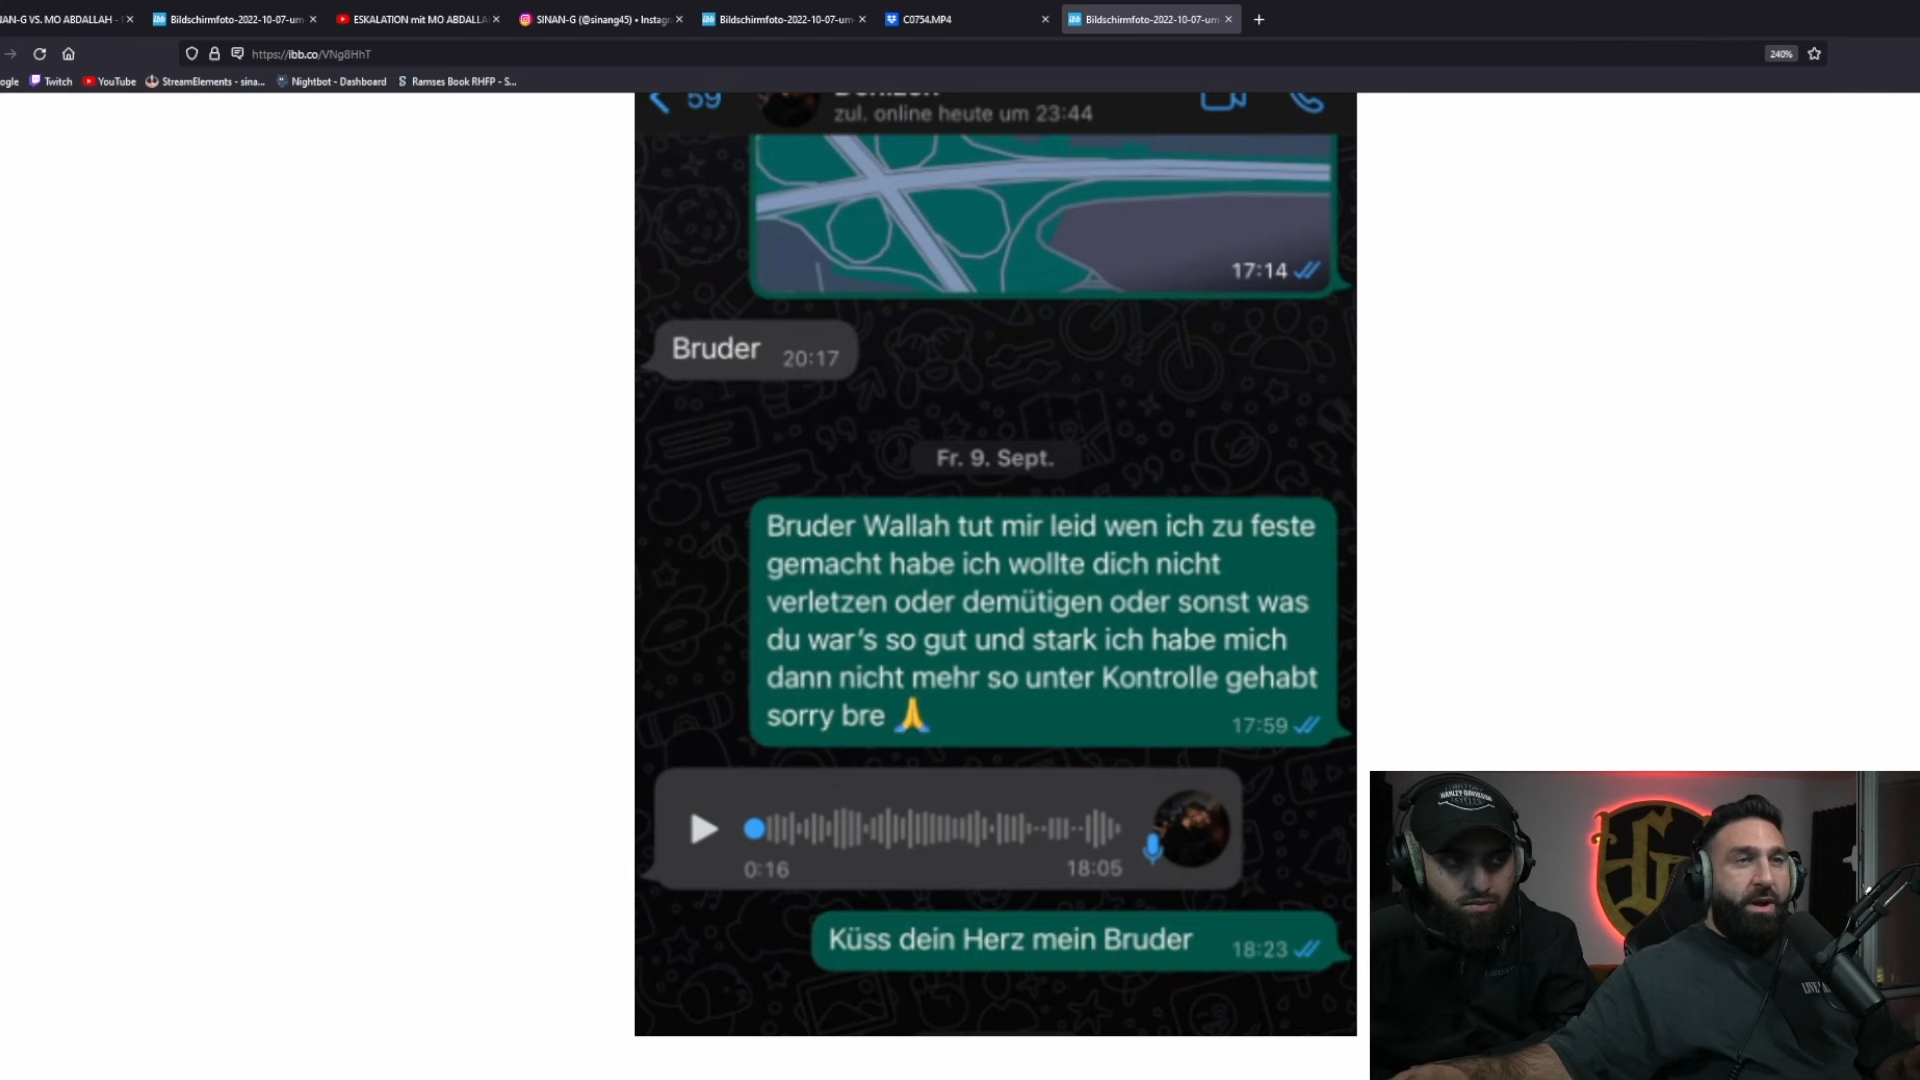 NAN-G VS. MO ABDALLAH -
Bildschirmfoto-2022-10-07-um-
ESKALATION mit MO ABDALLA
SINAN-G (@sinang45) • Instagr
Bildschirmfoto-2022-10-07-um-
C0754.MP4
Bildschirmfoto-2022-10-07-um-
https://ibb.co/VNg8HhT
240%
ogle
Twitch
YouTube
StreamElements - sina...
Nightbot - Dashboard
Ramses Book RHFP - S...
59
zul. online heute um 23:44
17:14
Bruder 20:17
Fr. 9. Sept.
Bruder Wallah tut mir leid wen ich zu feste
gemacht habe ich wollte dich nicht
verletzen oder demütigen oder sonst was
du war’s so gut und stark ich habe mich
dann nicht mehr so unter Kontrolle gehabt
sorry bre 🙏
17:59
0:16 18:05
Küss dein Herz mein Bruder 18:23
HARLEY-DAVIDSON